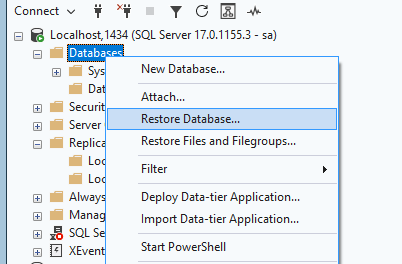 Connect
Localhost,1434 (SQL Server 17.0.1155.3 - sa)
Databases
Sys
Dat
Securit
Server
Replica
Loc
Loc
Always
Manag
SQL Se
XEvent
New Database...
Attach...
Restore Database...
Restore Files and Filegroups...
Filter
Deploy Data-tier Application...
Import Data-tier Application...
Start PowerShell